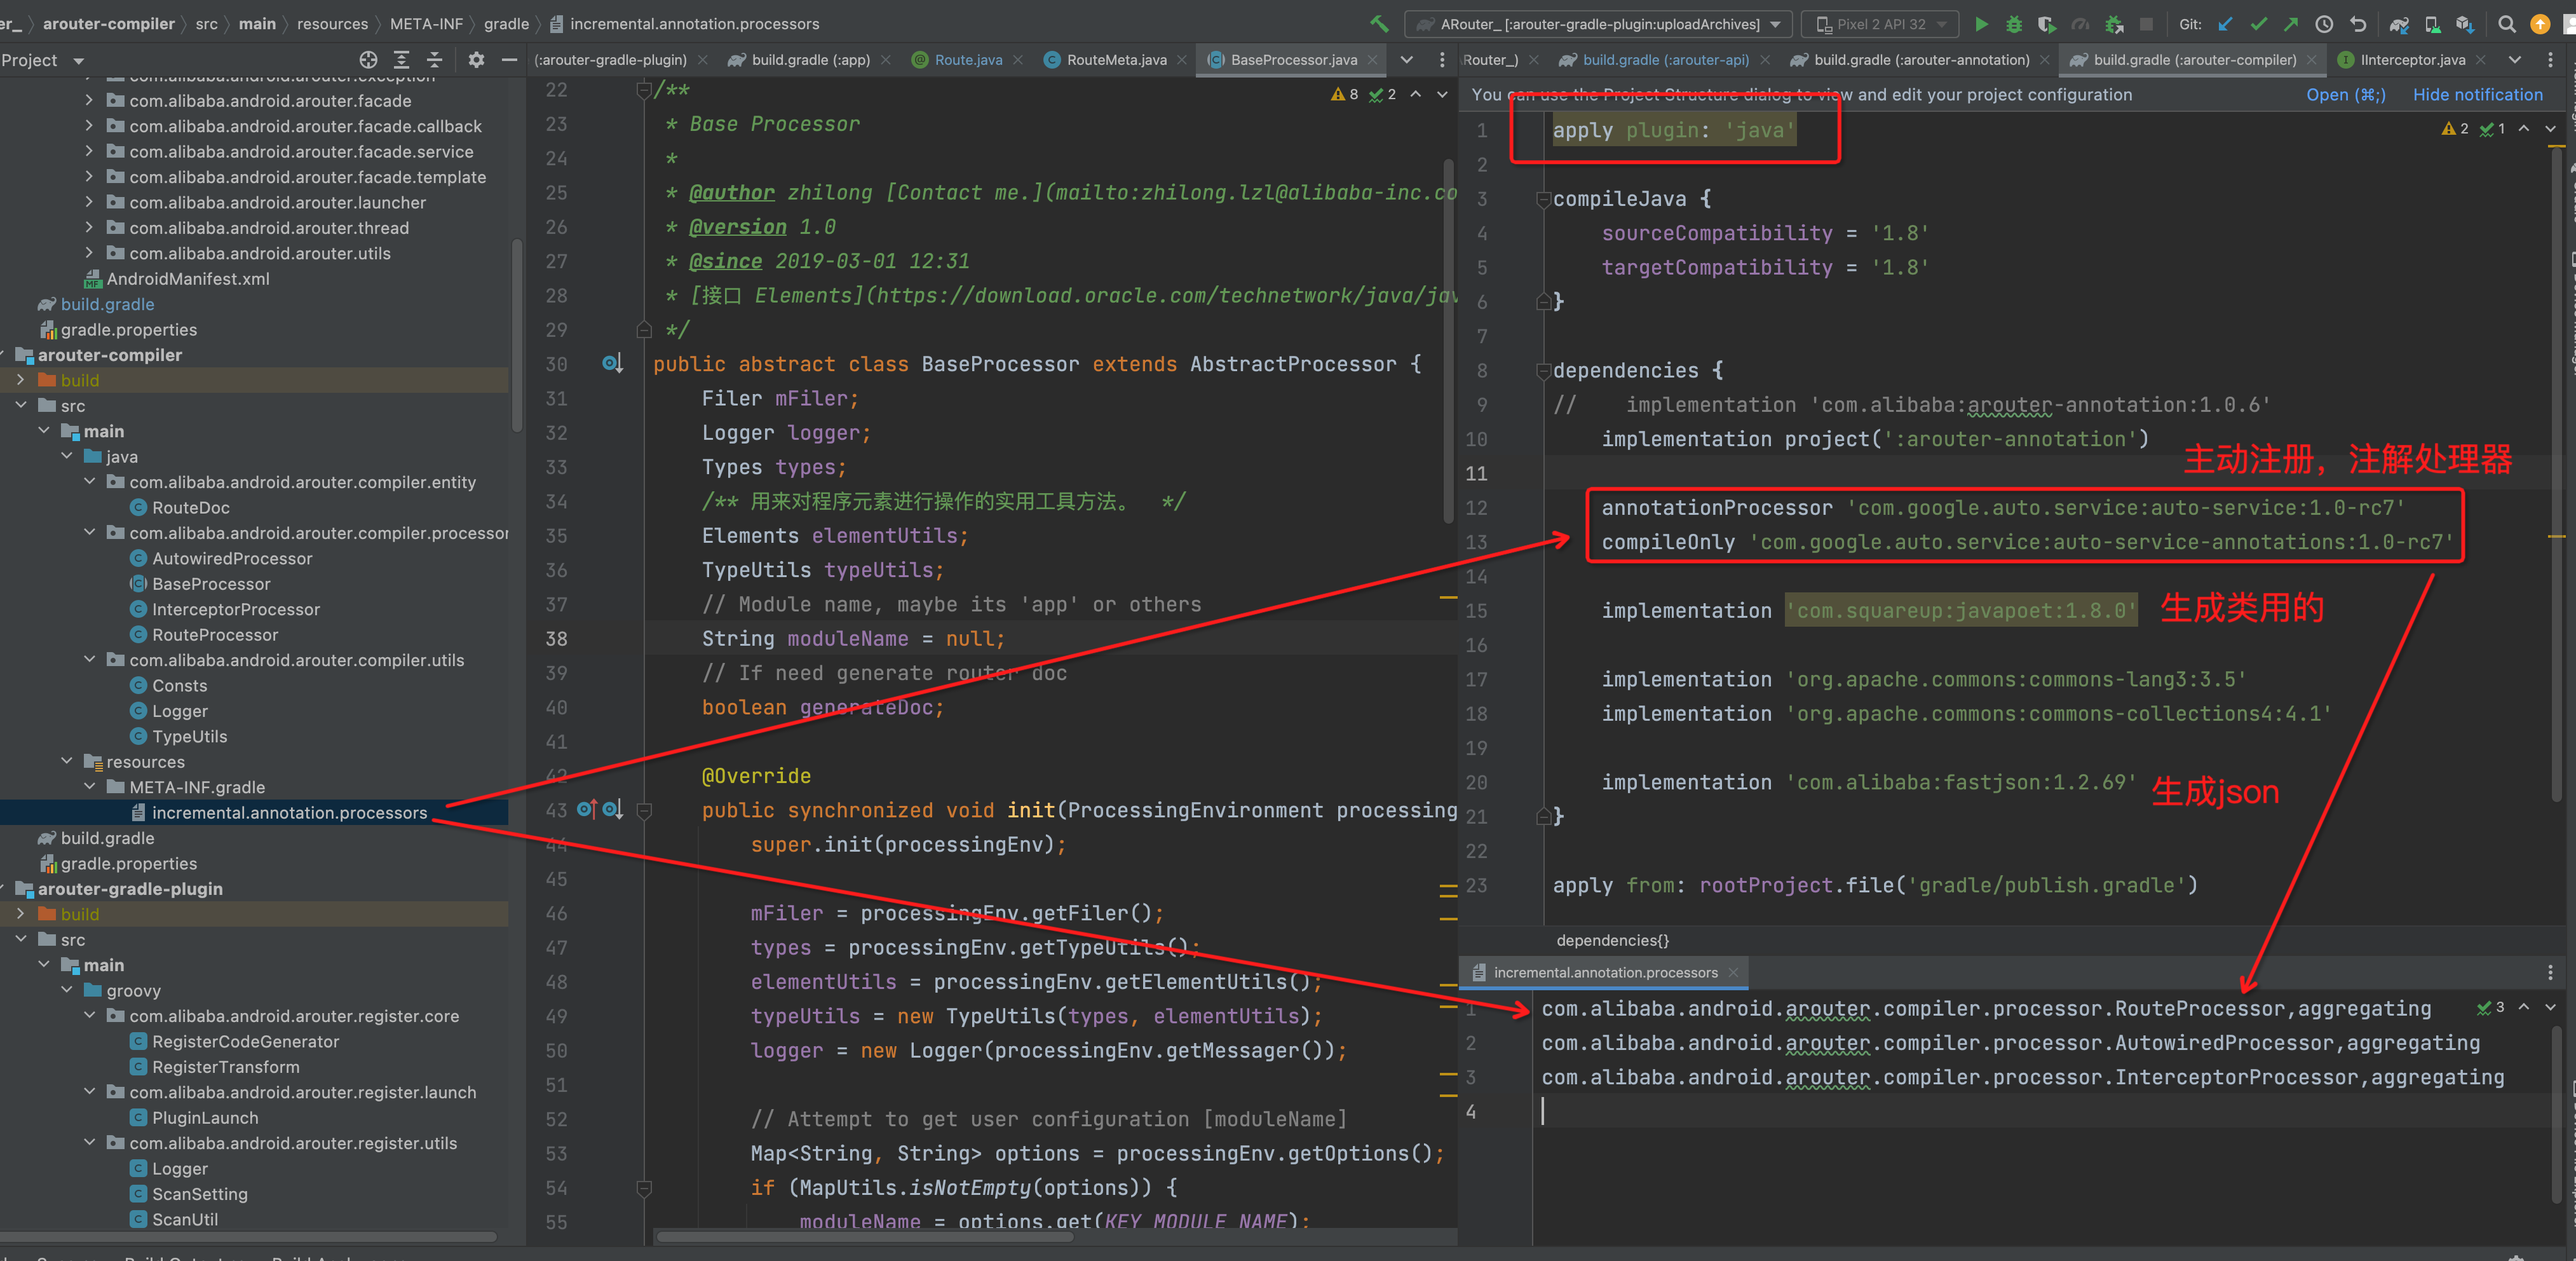 er_ 〉 arouter-compiler 〉 src 〉 main 〉 resources 〉 META-INF 〉 gradle 〉 incremental.annotation.processors
ARouter_ [:arouter-gradle-plugin:uploadArchives]
Pixel 2 API 32
Git:
Project
(:arouter-gradle-plugin)
build.gradle (:app)
Route.java
RouteMeta.java
BaseProcessor.java
Router_)
build.gradle (:arouter-api)
build.gradle (:arouter-annotation)
build.gradle (:arouter-compiler)
IInterceptor.java
com.alibaba.android.arouter.exception
com.alibaba.android.arouter.facade
com.alibaba.android.arouter.facade.callback
com.alibaba.android.arouter.facade.service
com.alibaba.android.arouter.facade.template
com.alibaba.android.arouter.launcher
com.alibaba.android.arouter.thread
com.alibaba.android.arouter.utils
AndroidManifest.xml
build.gradle
gradle.properties
arouter-compiler
build
src
main
java
com.alibaba.android.arouter.compiler.entity
RouteDoc
com.alibaba.android.arouter.compiler.processor
AutowiredProcessor
BaseProcessor
InterceptorProcessor
RouteProcessor
com.alibaba.android.arouter.compiler.utils
Consts
Logger
TypeUtils
resources
META-INF.gradle
incremental.annotation.processors
build.gradle
gradle.properties
arouter-gradle-plugin
build
src
main
groovy
com.alibaba.android.arouter.register.core
RegisterCodeGenerator
RegisterTransform
com.alibaba.android.arouter.register.launch
PluginLaunch
com.alibaba.android.arouter.register.utils
Logger
ScanSetting
ScanUtil
8 2
22 /**
23 * Base Processor
24 *
25 * @author zhilong [Contact me.](mailto:zhilong.lzl@alibaba-inc.co
26 * @version 1.0
27 * @since 2019-03-01 12:31
28 * [接口 Elements](https://download.oracle.com/technetwork/java/jav
29 */
30 public abstract class BaseProcessor extends AbstractProcessor {
31 Filer mFiler;
32 Logger logger;
33 Types types;
34 /** 用来对程序元素进行操作的实用工具方法。 */
35 Elements elementUtils;
36 TypeUtils typeUtils;
37 // Module name, maybe its 'app' or others
38 String moduleName = null;
39 // If need generate router doc
40 boolean generateDoc;
41
42 @Override
43 public synchronized void init(ProcessingEnvironment processing
44 super.init(processingEnv);
45
46 mFiler = processingEnv.getFiler();
47 types = processingEnv.getTypeUtils();
48 elementUtils = processingEnv.getElementUtils();
49 typeUtils = new TypeUtils(types, elementUtils);
50 logger = new Logger(processingEnv.getMessager());
51
52 // Attempt to get user configuration [moduleName]
53 Map<String, String> options = processingEnv.getOptions();
54 if (MapUtils.isNotEmpty(options)) {
55 moduleName = options.get(KEY_MODULE_NAME);
You can use the Project Structure dialog to view and edit your project configuration
Open (⌘;) Hide notification
2 1
1 apply plugin: 'java'
2
3 compileJava {
4 sourceCompatibility = '1.8'
5 targetCompatibility = '1.8'
6 }
7
8 dependencies {
9 // implementation 'com.alibaba:arouter-annotation:1.0.6'
10 implementation project(':arouter-annotation')
主动注册，注解处理器
11
12 annotationProcessor 'com.google.auto.service:auto-service:1.0-rc7'
13 compileOnly 'com.google.auto.service:auto-service-annotations:1.0-rc7'
14
15 implementation 'com.squareup:javapoet:1.8.0' 生成类用的
16
17 implementation 'org.apache.commons:commons-lang3:3.5'
18 implementation 'org.apache.commons:commons-collections4:4.1'
19
20 implementation 'com.alibaba:fastjson:1.2.69' 生成json
21 }
22
23 apply from: rootProject.file('gradle/publish.gradle')
dependencies{}
incremental.annotation.processors
1 com.alibaba.android.arouter.compiler.processor.RouteProcessor,aggregating
3
2 com.alibaba.android.arouter.compiler.processor.AutowiredProcessor,aggregating
3 com.alibaba.android.arouter.compiler.processor.InterceptorProcessor,aggregating
4